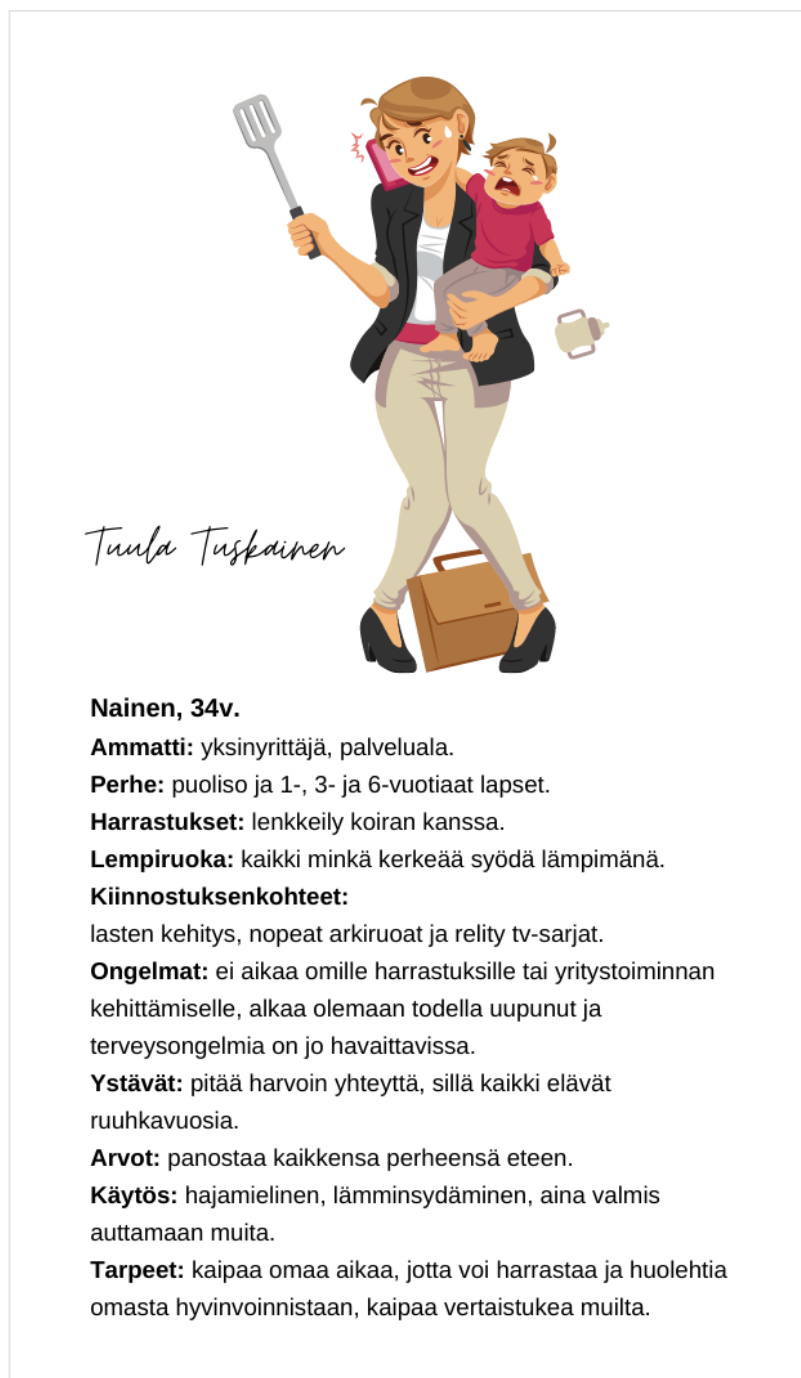 Tuula Tuskainen
Nainen, 34v.
Ammatti: yksinyrittäjä, palveluala.
Perhe: puoliso ja 1-, 3- ja 6-vuotiaat lapset.
Harrastukset: lenkkeily koiran kanssa.
Lempiruoka: kaikki minkä kerkeää syödä lämpimänä.
Kiinnostuksenkohteet:
lasten kehitys, nopeat arkiruoat ja relity tv-sarjat.
Ongelmat: ei aikaa omille harrastuksille tai yritystoiminnan
kehittämiselle, alkaa olemaan todella uupunut ja
terveysongelmia on jo havaittavissa.
Ystävät: pitää harvoin yhteyttä, sillä kaikki elävät
ruuhkavuosia.
Arvot: panostaa kaikkensa perheensä eteen.
Käytös: hajamielinen, lämminsydäminen, aina valmis
auttamaan muita.
Tarpeet: kaipaa omaa aikaa, jotta voi harrastaa ja huolehtia
omasta hyvinvoinnistaan, kaipaa vertaistukea muilta.